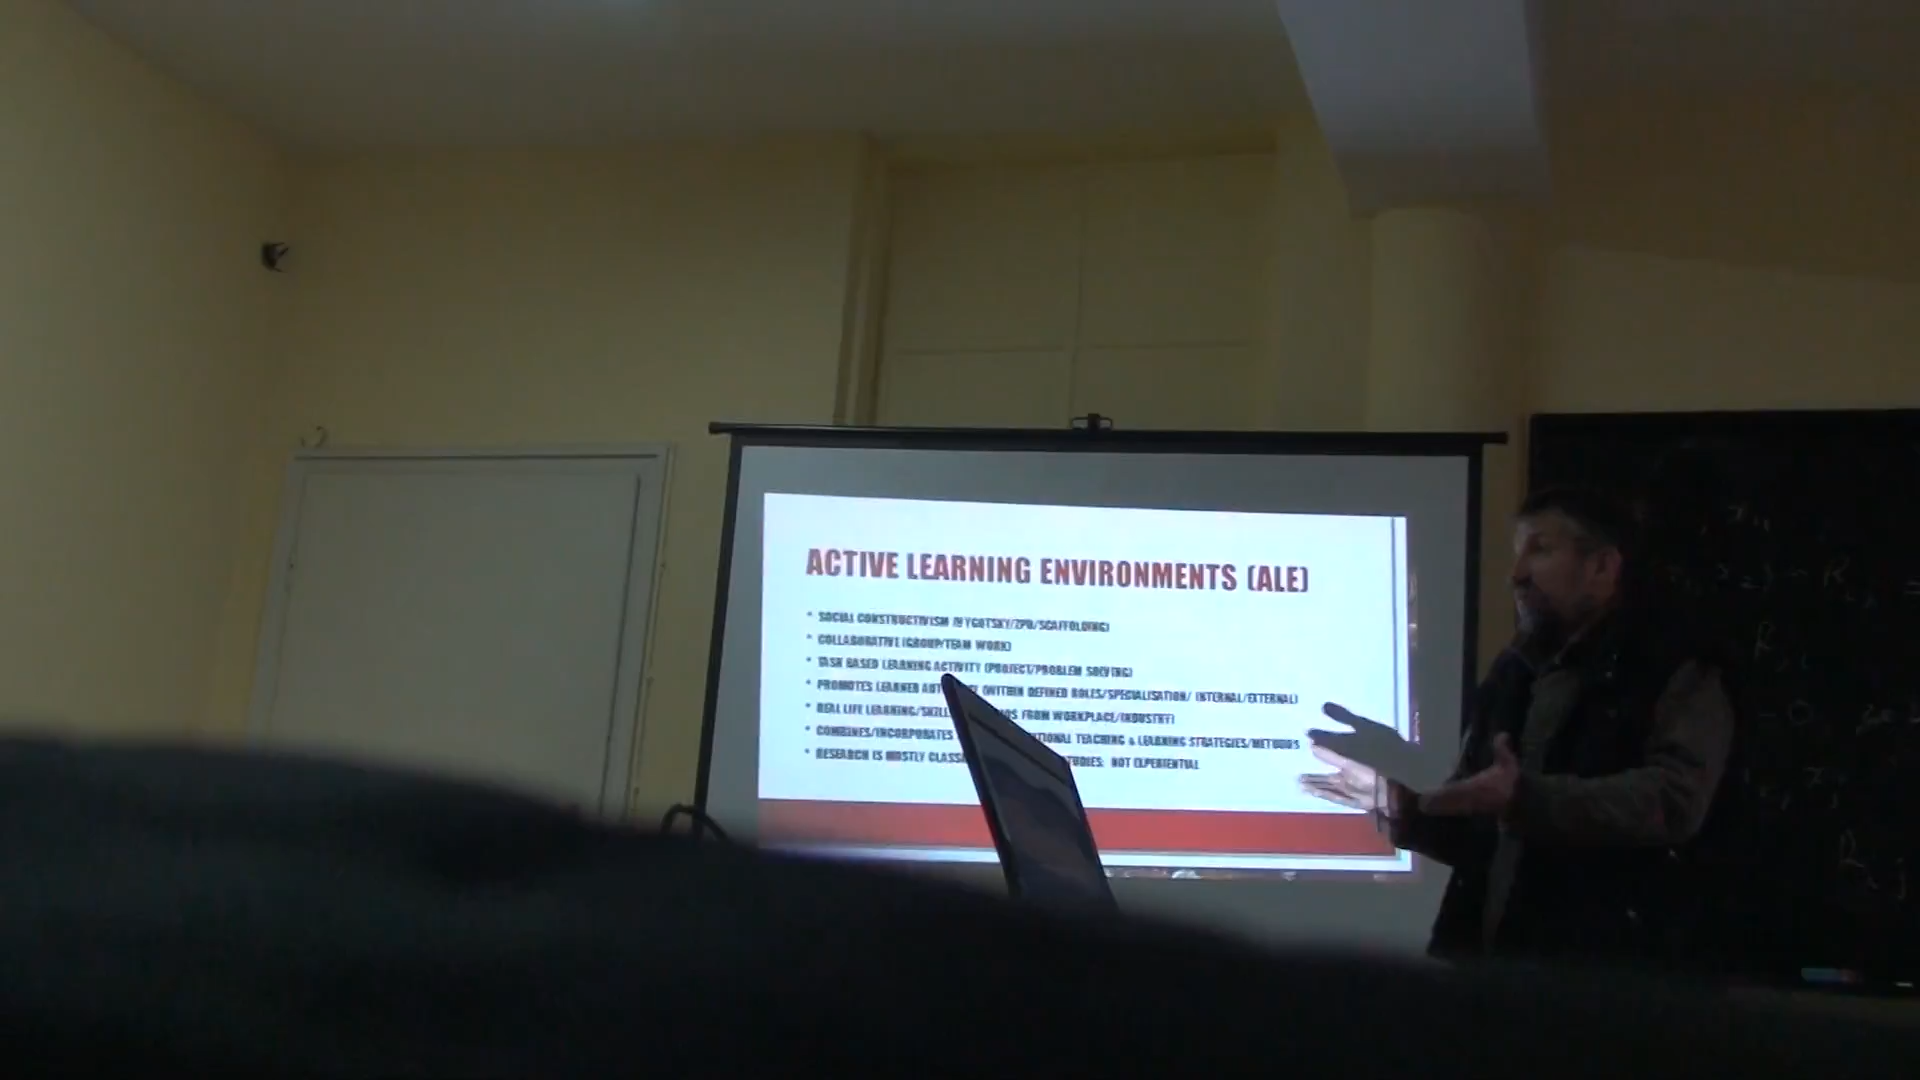 ACTIVE LEARNING ENVIRONMENTS (ALE)
• SOCIAL CONSTRUCTIVISM (VYGOTSKY/ZPD/SCAFFOLDING)
• COLLABORATIVE (GROUP/TEAM WORK)
• TASK BASED LEARNING ACTIVITY (PROJECT/PROBLEM SOLVING)
• PROMOTES LEARNER (WITHIN DEFINED ROLES/SPECIALISATION/ INTERNAL/EXTERNAL)
• REAL LIFE LEARNING/SKILL FROM WORKPLACE/INDUSTRY)
• COMBINES/INCORPORATES TEACHING & LEARNING STRATEGIES/METHODS
• RESEARCH IS MOSTLY NOT EXPERIENTIAL